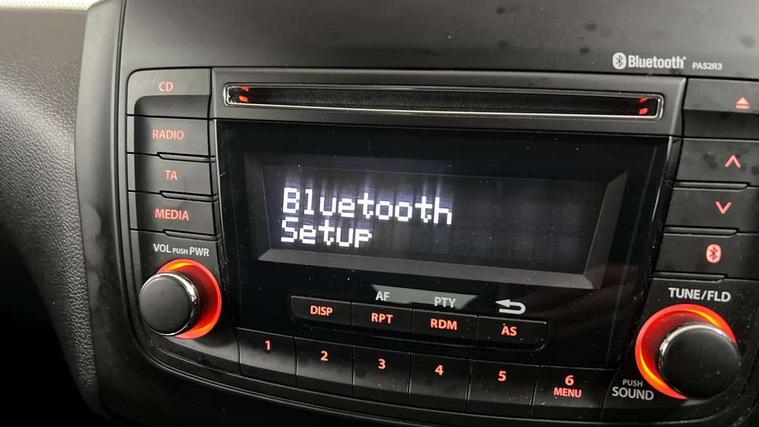 Bluetooth® PA52R3
CD
RADIO
TA
MEDIA
VOL PUSH PWR
Bluetooth
Setup
AF PTY
DISP RPT RDM AS
1 2 3 4 5 6
MENU
TUNE/FLD
PUSH
SOUND